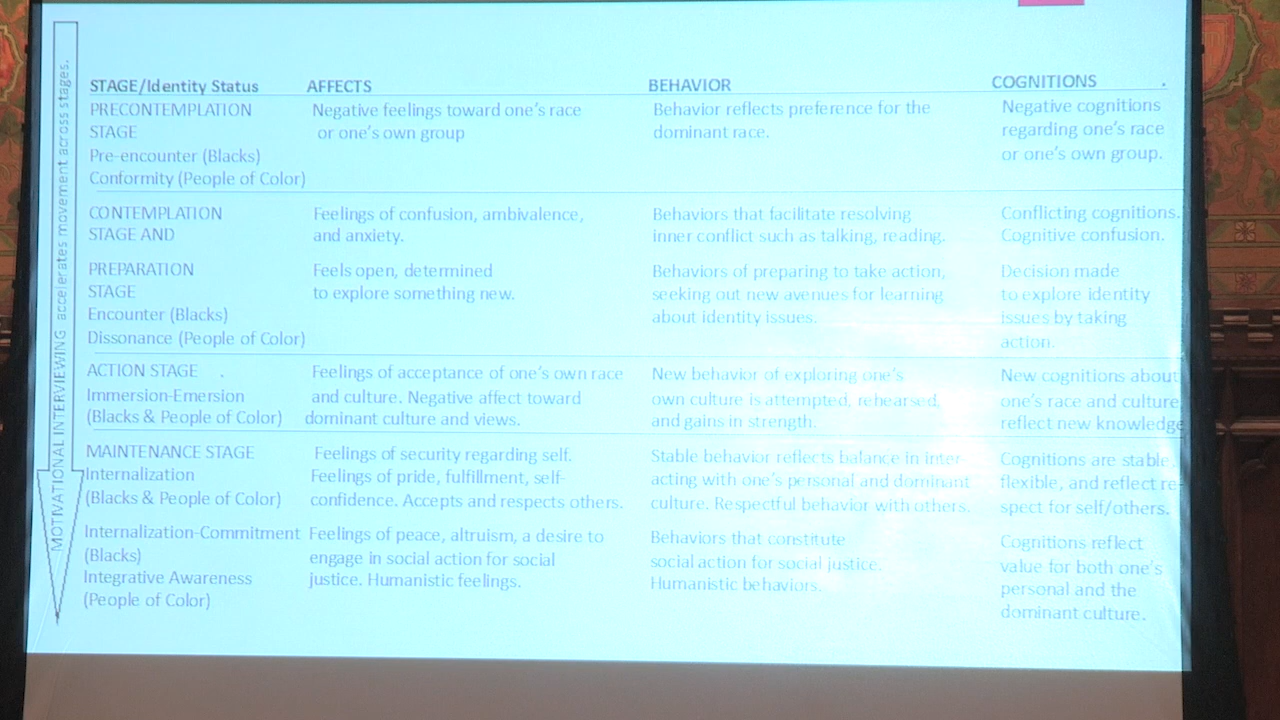 MOTIVATIONAL INTERVIEWING accelerates movement across stages.
STAGE/Identity Status AFFECTS BEHAVIOR COGNITIONS
PRECONTEMPLATION Negative feelings toward one's race Behavior reflects preference for the Negative cognitions
STAGE or one's own group dominant race. regarding one's race
Pre-encounter (Blacks) or one's own group.
Conformity (People of Color)
CONTEMPLATION Feelings of confusion, ambivalence, Behaviors that facilitate resolving Conflicting cognitions.
STAGE AND and anxiety. inner conflict such as talking, reading. Cognitive confusion.
PREPARATION Feels open, determined Behaviors of preparing to take action, Decision made
STAGE to explore something new. seeking out new avenues for learning to explore identity
Encounter (Blacks) about identity issues. issues by taking
Dissonance (People of Color) action.
ACTION STAGE . Feelings of acceptance of one's own race New behavior of exploring one's New cognitions about
Immersion-Emersion and culture. Negative affect toward own culture is attempted, rehearsed, one's race and culture
(Blacks & People of Color) dominant culture and views. and gains in strength. reflect new knowledge
MAINTENANCE STAGE Feelings of security regarding self. Stable behavior reflects balance in inter- Cognitions are stable,
Internalization Feelings of pride, fulfillment, self- acting with one's personal and dominant flexible, and reflect re-
(Blacks & People of Color) confidence. Accepts and respects others. culture. Respectful behavior with others. spect for self/others.
Internalization-Commitment Feelings of peace, altruism, a desire to Behaviors that constitute Cognitions reflect
(Blacks) engage in social action for social social action for social justice. value for both one's
Integrative Awareness justice. Humanistic feelings. Humanistic behaviors. personal and the
(People of Color) dominant culture.